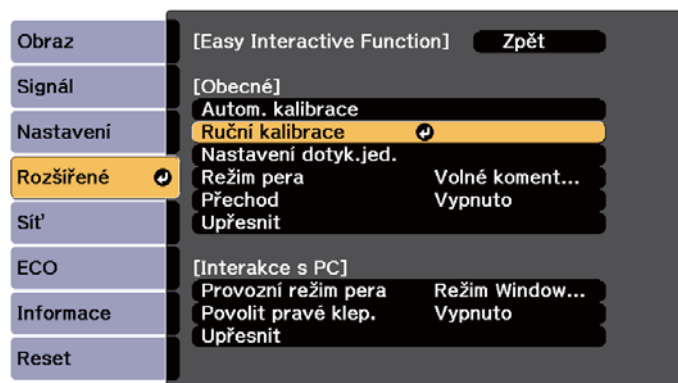 Obraz
Signál
Nastavení
Rozšířené
Síť
ECO
Informace
Reset
[Easy Interactive Function] Zpět
[Obecné]
Autom. kalibrace
Ruční kalibrace
Nastavení dotyk.jed.
Režim pera Volné koment...
Přechod Vypnuto
Upřesnit
[Interakce s PC]
Provozní režim pera Režim Window...
Povolit pravé klep. Vypnuto
Upřesnit